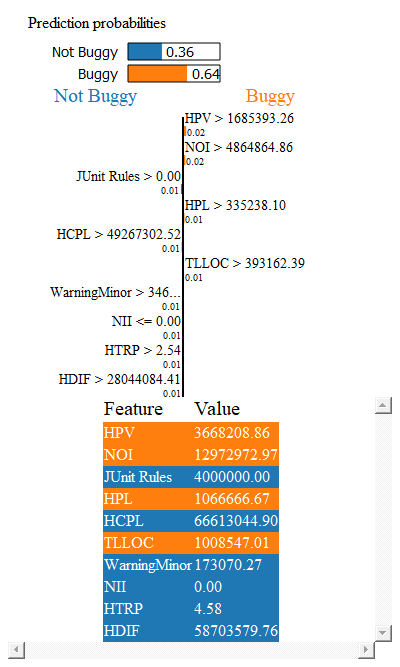 Prediction probabilities
Not Buggy 0.36
Buggy 0.64
Not Buggy Buggy
HPV > 1685393.26
0.02
NOI > 4864864.86
0.02
JUnit Rules > 0.00
0.01
HPL > 335238.10
0.01
HCPL > 49267302.52
0.01
TLLOC > 393162.39
0.01
WarningMinor > 346...
0.01
NII <= 0.00
0.01
HTRP > 2.54
0.01
HDIF > 28044084.41
0.01
Feature Value
HPV 3668208.86
NOI 12972972.97
JUnit Rules 4000000.00
HPL 1066666.67
HCPL 66613044.90
TLLOC 1008547.01
WarningMinor 173070.27
NII 0.00
HTRP 4.58
HDIF 58703579.76